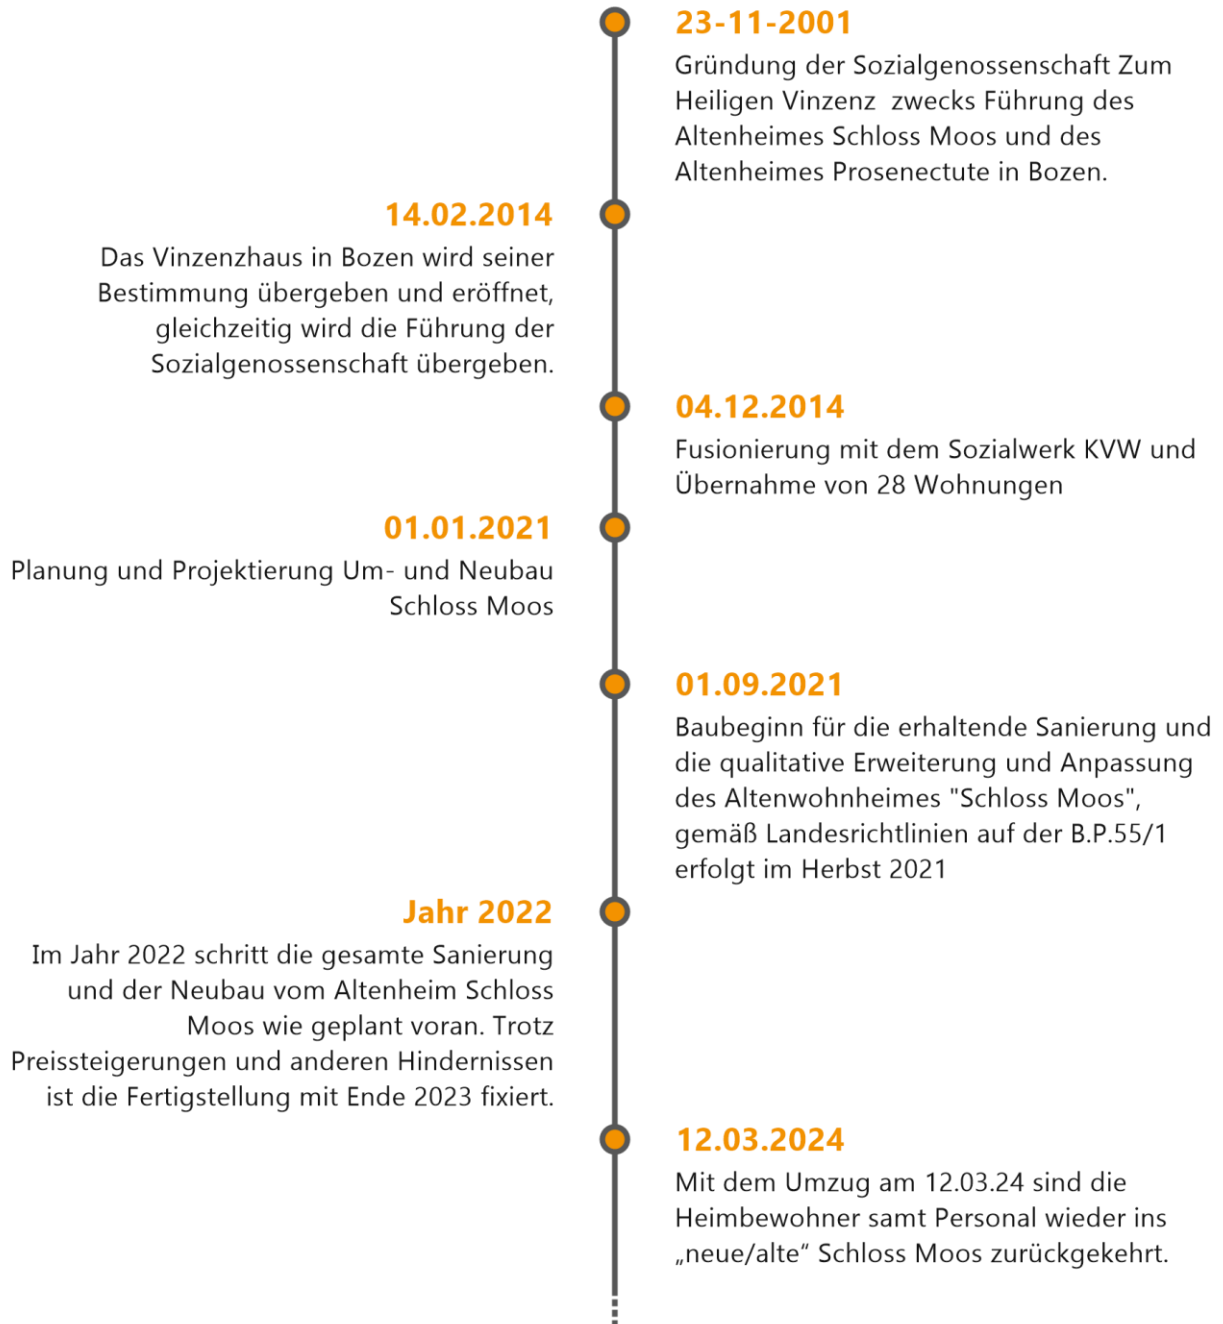 23-11-2001
Gründung der Sozialgenossenschaft Zum
Heiligen Vinzenz  zwecks Führung des
Altenheimes Schloss Moos und des
Altenheimes Prosenectute in Bozen.
14.02.2014
Das Vinzenzhaus in Bozen wird seiner
Bestimmung übergeben und eröffnet,
gleichzeitig wird die Führung der
Sozialgenossenschaft übergeben.
04.12.2014
Fusionierung mit dem Sozialwerk KVW und
Übernahme von 28 Wohnungen
01.01.2021
Planung und Projektierung Um- und Neubau
Schloss Moos
01.09.2021
Baubeginn für die erhaltende Sanierung und
die qualitative Erweiterung und Anpassung
des Altenwohnheimes "Schloss Moos",
gemäß Landesrichtlinien auf der B.P.55/1
erfolgt im Herbst 2021
Jahr 2022
Im Jahr 2022 schritt die gesamte Sanierung
und der Neubau vom Altenheim Schloss
Moos wie geplant voran. Trotz
Preissteigerungen und anderen Hindernissen
ist die Fertigstellung mit Ende 2023 fixiert.
12.03.2024
Mit dem Umzug am 12.03.24 sind die
Heimbewohner samt Personal wieder ins
„neue/alte“ Schloss Moos zurückgekehrt.